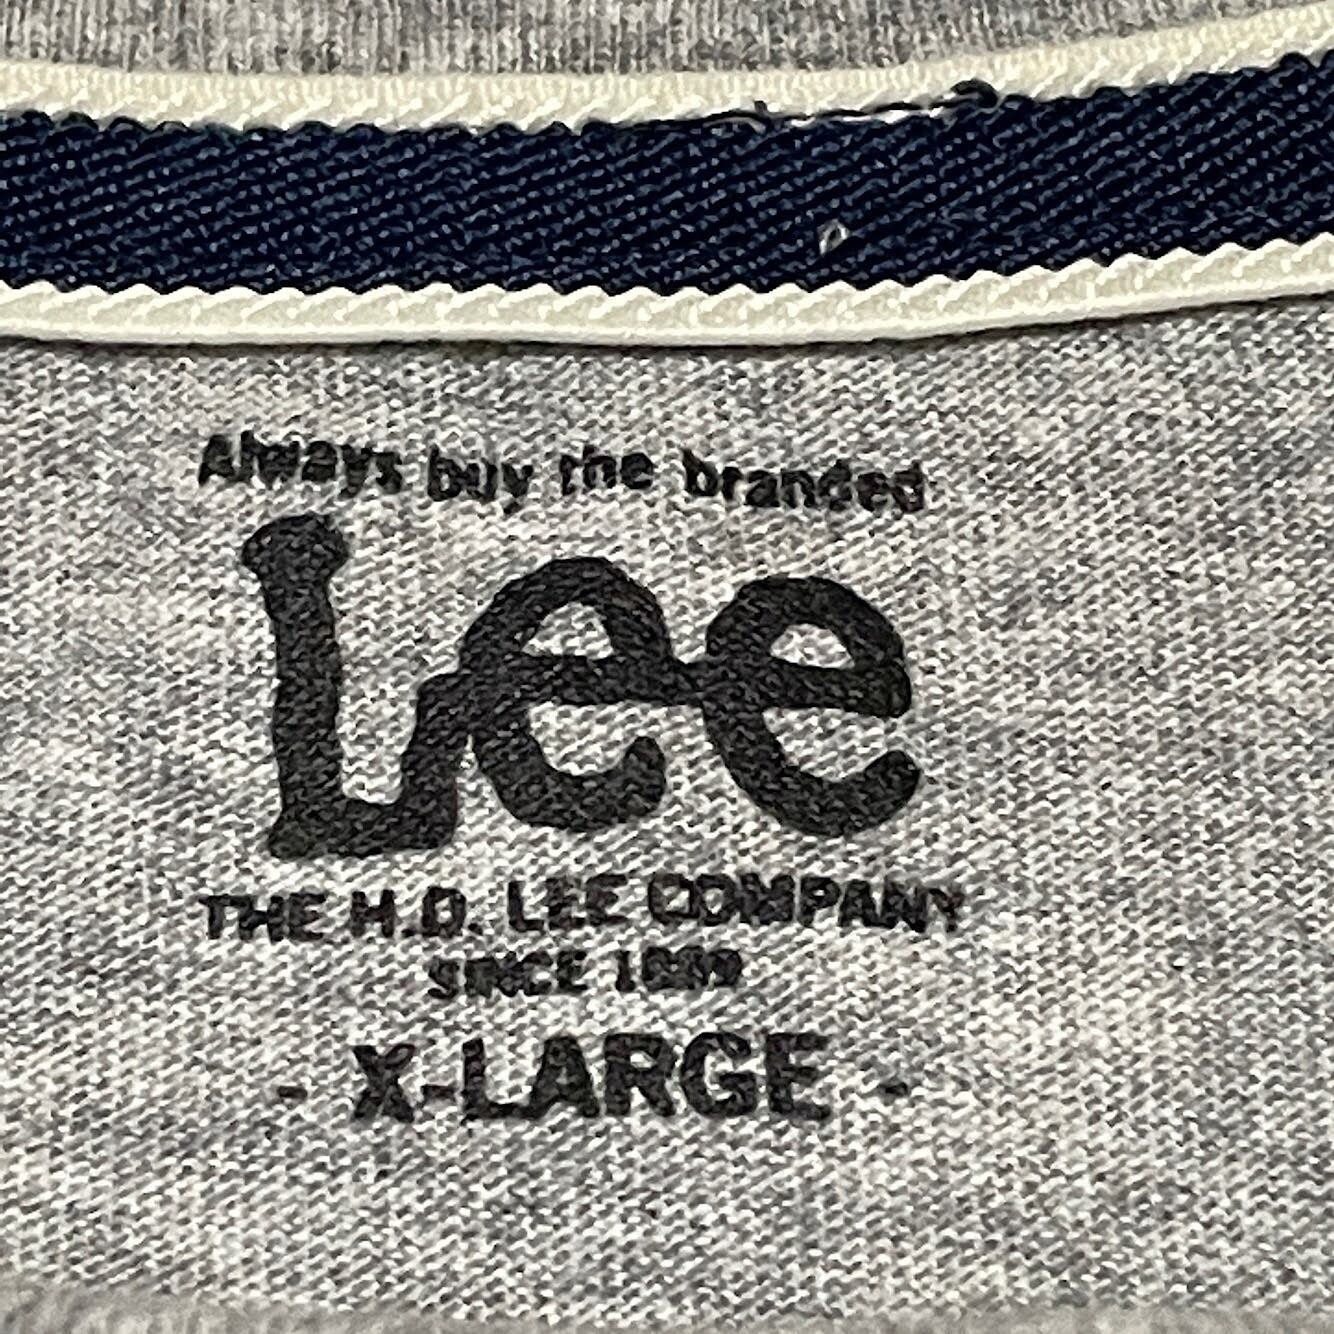 Always buy the branded
Lee
THE H.D. LEE COMPANY
SINCE 1889
- X-LARGE -